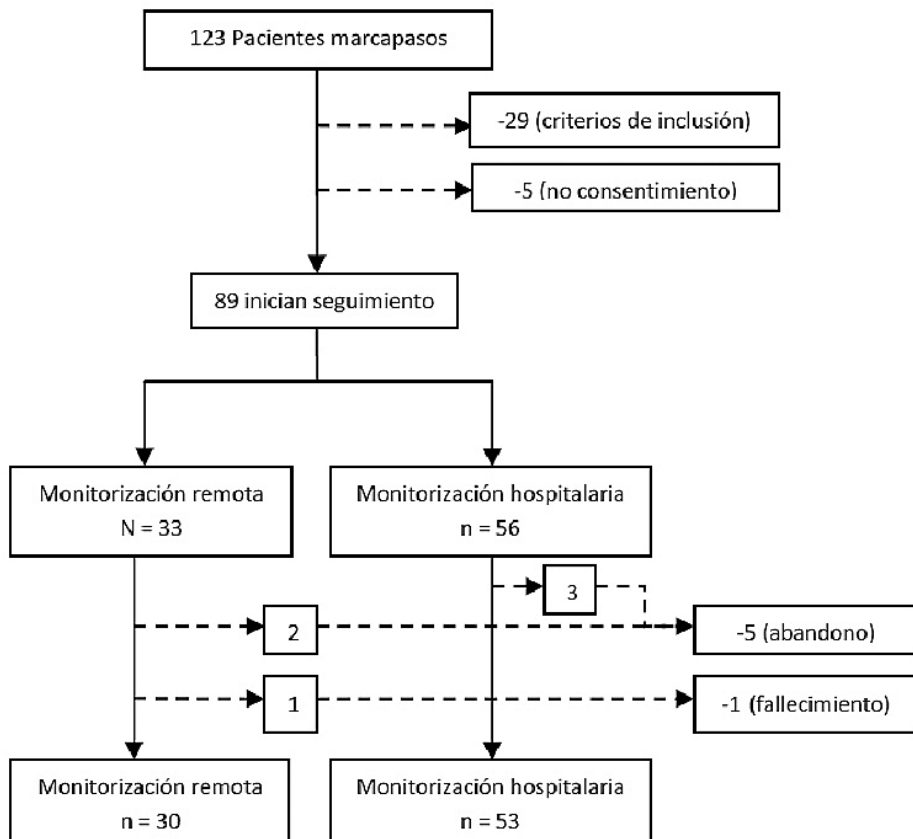 123 Pacientes marcapasos
-29 (criterios de inclusión)
-5 (no consentimiento)
89 inician seguimiento
Monitorización remota
N = 33
Monitorización hospitalaria
n = 56
3
2
-5 (abandono)
1
-1 (fallecimiento)
Monitorización remota
n = 30
Monitorización hospitalaria
n = 53